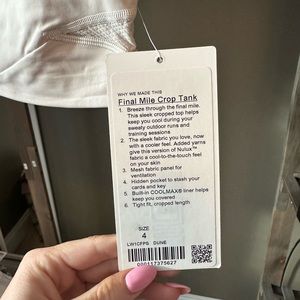 WHY WE MADE THIS
Final Mile Crop Tank
1. Breeze through the final mile.
This sleek cropped top helps
keep you cool during your
sweaty outdoor runs and
training sessions
2. The sleek fabric you love, now
with a cooler feel. Added yarns
give this version of Nulux™
fabric a cool-to-the-touch feel
on your skin
3. Mesh fabric panel for
ventilation
4. Hidden pocket to stash your
cards and key
5. Built-in COOLMAX® liner helps
keep you covered
6. Tight fit, cropped length
SIZE
4
LW1CFPS DUNE
000117375627